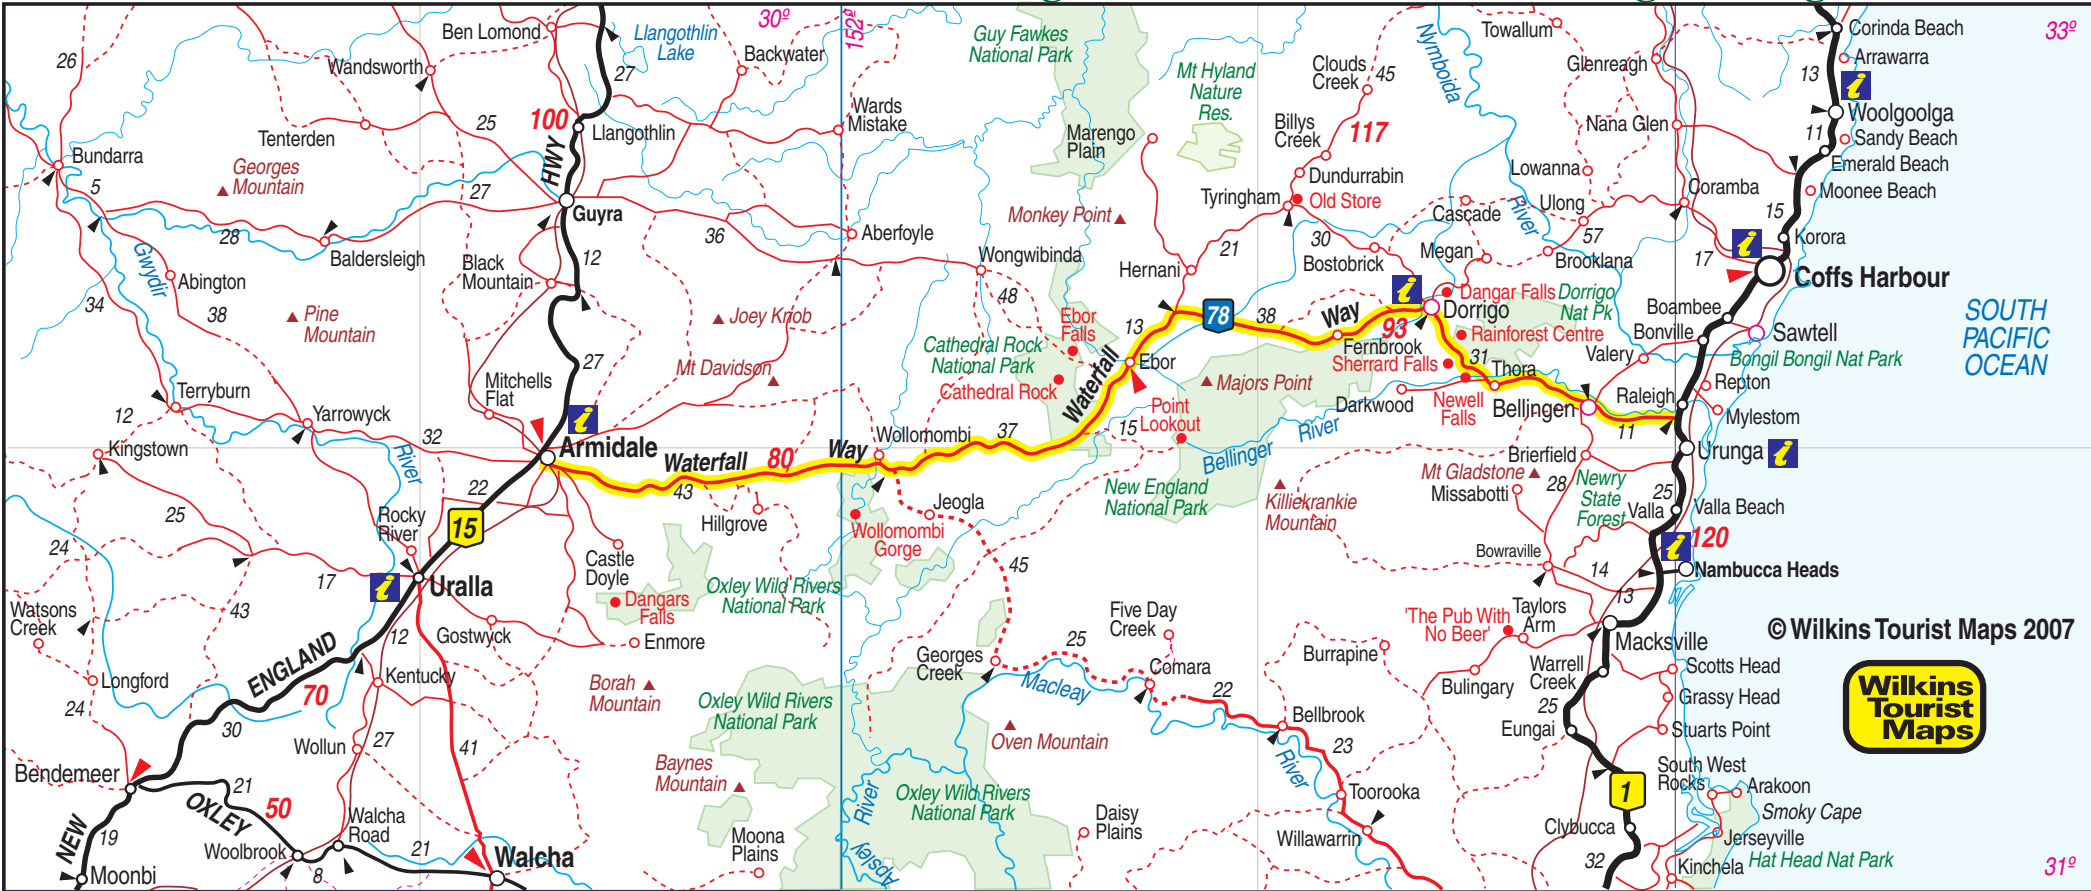 26
Ben Lomond
Llangothlin
Lake
30º
152º
Backwater
Guy Fawkes
National Park
Nymboida
Towallum
Corinda Beach
33º
Wandsworth
27
Clouds
Creek
45
Glenreagh
Arrawarra
13
i
Mt Hyland
Nature
Res.
Tenterden
25
100
Llangothlin
Wards
Mistake
Marengo
Plain
Billys
Creek
117
Nana Glen
Woolgoolga
11
Sandy Beach
Bundarra
Georges
Mountain
HWY
Dundurrabin
Lowanna
Emerald Beach
5
27
Guyra
Monkey Point
Tyringham
Old Store
Cascade
River
Ulong
Coramba
Moonee Beach
15
28
Baldersleigh
36
Aberfoyle
21
30
Bostobrick
Megan
57
Brooklana
17
i
Korora
Gwydir
Abington
Black
Mountain
12
Wongwibinda
Hernani
i
Coffs Harbour
34
38
Pine
Mountain
Joey Knob
48
Ebor
Falls
13
78
38
Way
93
Dorrigo
Dangar Falls
Dorrigo
Nat Pk
Boambee
Bonville
Sawtell
SOUTH
PACIFIC
OCEAN
Cathedral Rock
National Park
Cathedral Rock
Waterfall
Ebor
Fernbrook
Rainforest Centre
Sherrard Falls
31
Thora
Valery
Bongil Bongil Nat Park
Mt Davidson
27
Mitchells
Flat
Terryburn
Majors Point
Darkwood
Newell
Falls
Bellingen
Raleigh
Repton
Mylestom
12
Yarrowyck
i
Armidale
Point
Lookout
15
River
Bellinger
11
Kingstown
32
River
Waterfall
80
Way
Wollomombi
37
Brierfield
Urunga
i
22
43
Hillgrove
Jeogla
New England
National Park
Killiekrankie
Mountain
Mt Gladstone
Missabotti
28
Newry
State
Forest
25
Valla
Valla Beach
25
Rocky
River
15
Wollomombi
Gorge
24
Castle
Doyle
45
Bowraville
i
120
17
i
Uralla
Oxley Wild Rivers
National Park
Dangars
Falls
14
Nambucca Heads
43
Watsons
Creek
12
Gostwyck
Enmore
Five Day
Creek
'The Pub With
No Beer'
Taylors
Arm
13
Macksville
© Wilkins Tourist Maps 2007
ENGLAND
Georges
Creek
25
Comara
Burrapine
Warrell
Creek
Scotts Head
Longford
70
Kentucky
Borah
Mountain
Oxley Wild Rivers
National Park
Macleay
22
Bulingary
Grassy Head
Wilkins
Tourist
Maps
24
30
Wollun
27
41
Oven Mountain
Bellbrook
23
25
Eungai
Stuarts Point
Bendemeer
21
OXLEY
50
Baynes
Mountain
River
Apsley
Oxley Wild Rivers
National Park
River
Toorooka
South West
Rocks
Arakoon
1
Smoky Cape
NEW
19
Walcha
Road
Daisy
Plains
Willawarrin
Clybucca
Jerseyville
Woolbrook
8
21
Walcha
Moona
Plains
32
Kinchela
Hat Head Nat Park
31º
Moonbi